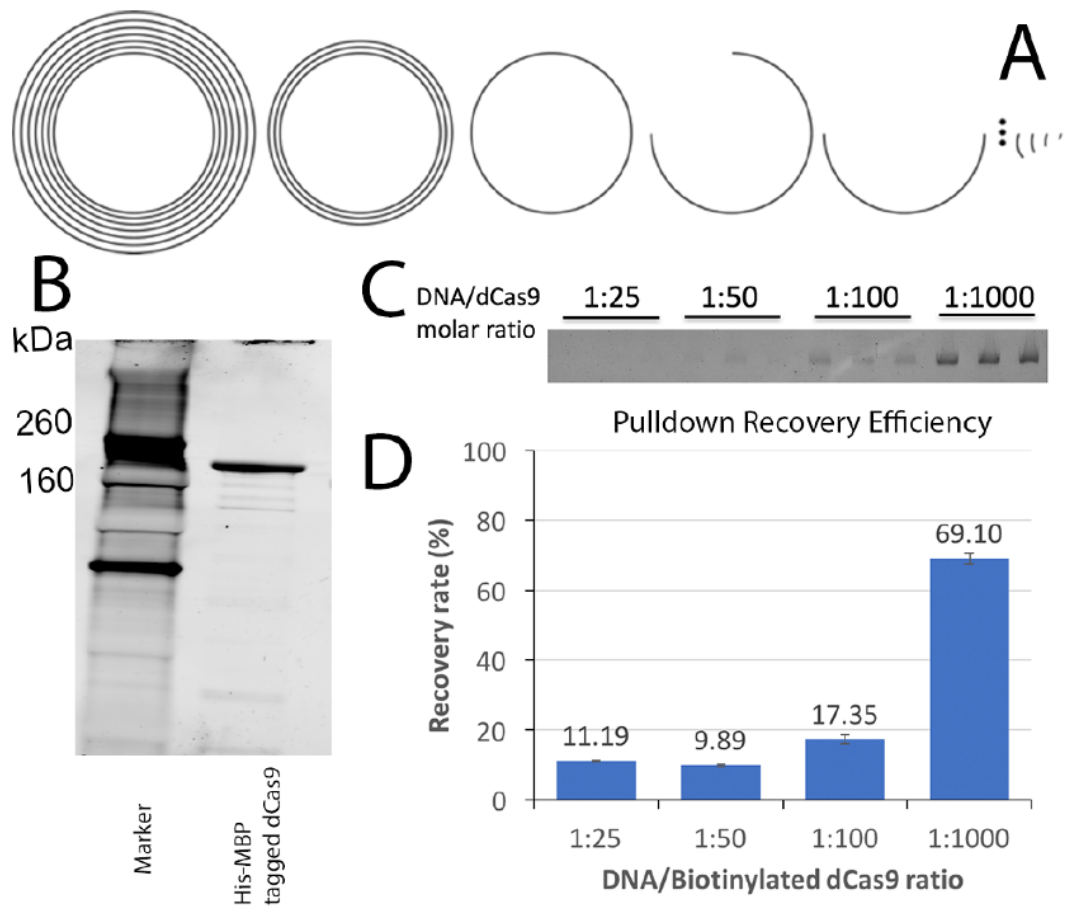 A
B
kDa
260
160
Marker
His-MBP
tagged dCas9
C
DNA/dCas9
molar ratio
1:25
1:50
1:100
1:1000
D
Pulldown Recovery Efficiency
Recovery rate (%)
100
80
60
40
20
0
11.19
9.89
17.35
69.10
1:25
1:50
1:100
1:1000
DNA/Biotinylated dCas9 ratio